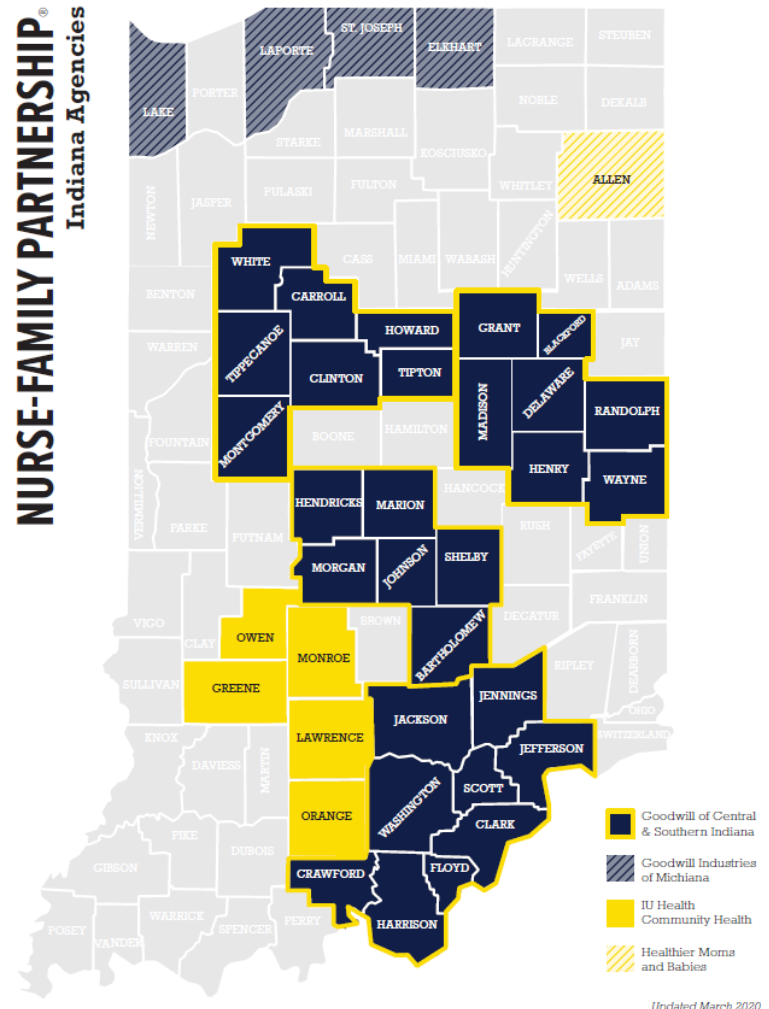 NURSE-FAMILY PARTNERSHIP®
Indiana Agencies
LAKE
PORTER
LAPORTE
ST. JOSEPH
ELKHART
LAGRANGE
STEUBEN
NOBLE
DEKALB
STARKE
MARSHALL
KOSCIUSKO
WHITLEY
ALLEN
NEWTON
JASPER
PULASKI
FULTON
CASS
MIAMI
WABASH
HUNTINGTON
WELLS
ADAMS
BENTON
WHITE
CARROLL
HOWARD
GRANT
BLACKFORD
JAY
WARREN
TIPPECANOE
CLINTON
TIPTON
MADISON
DELAWARE
RANDOLPH
FOUNTAIN
MONTGOMERY
BOONE
HAMILTON
HENRY
WAYNE
VERMILLION
PARKE
PUTNAM
HENDRICKS
MARION
HANCOCK
RUSH
FAYETTE
UNION
MORGAN
JOHNSON
SHELBY
VIGO
CLAY
OWEN
MONROE
BROWN
BARTHOLOMEW
DECATUR
FRANKLIN
SULLIVAN
GREENE
JENNINGS
RIPLEY
DEARBORN
OHIO
SWITZERLAND
KNOX
DAVIESS
MARTIN
LAWRENCE
JACKSON
JEFFERSON
SCOTT
WASHINGTON
CLARK
ORANGE
PIKE
DUBOIS
GIBSON
CRAWFORD
FLOYD
HARRISON
POSEY
VANDER
WARRICK
SPENCER
PERRY
Goodwill of Central
& Southern Indiana
Goodwill Industries
of Michiana
IU Health
Community Health
Healthier Moms
and Babies
Updated March 2020